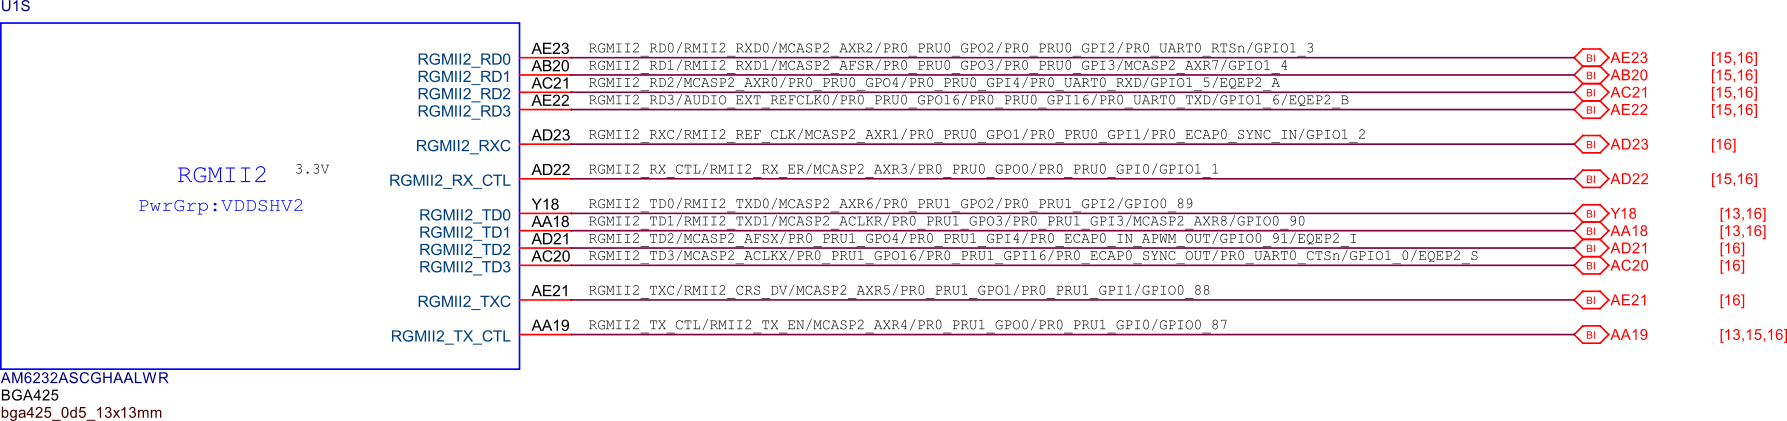 U1S
RGMII2_RD0 AE23 RGMII2_RD0/RMII2_RXD0/MCASP2_AXR2/PR0_PRU0_GPO2/PR0_PRU0_GPI2/PR0_UART0_RTSn/GPIO1_3 BI AE23 [15,16]
RGMII2_RD1 AB20 RGMII2_RD1/RMII2_RXD1/MCASP2_AFSR/PR0_PRU0_GPO3/PR0_PRU0_GPI3/MCASP2_AXR7/GPIO1_4 BI AB20 [15,16]
RGMII2_RD2 AC21 RGMII2_RD2/MCASP2_AXR0/PR0_PRU0_GPO4/PR0_PRU0_GPI4/PR0_UART0_RXD/GPIO1_5/EQEP2_A BI AC21 [15,16]
RGMII2_RD3 AE22 RGMII2_RD3/AUDIO_EXT_REFCLK0/PR0_PRU0_GPO16/PR0_PRU0_GPI16/PR0_UART0_TXD/GPIO1_6/EQEP2_B BI AE22 [15,16]
RGMII2_RXC AD23 RGMII2_RXC/RMII2_REF_CLK/MCASP2_AXR1/PR0_PRU0_GPO1/PR0_PRU0_GPI1/PR0_ECAP0_SYNC_IN/GPIO1_2 BI AD23 [16]
RGMII2 3.3V
RGMII2_RX_CTL AD22 RGMII2_RX_CTL/RMII2_RX_ER/MCASP2_AXR3/PR0_PRU0_GPO0/PR0_PRU0_GPI0/GPIO1_1 BI AD22 [15,16]
PwrGrp:VDDSHV2
RGMII2_TD0 Y18 RGMII2_TD0/RMII2_TXD0/MCASP2_AXR6/PR0_PRU1_GPO2/PR0_PRU1_GPI2/GPIO0_89 BI Y18 [13,16]
RGMII2_TD1 AA18 RGMII2_TD1/RMII2_TXD1/MCASP2_ACLKR/PR0_PRU1_GPO3/PR0_PRU1_GPI3/MCASP2_AXR8/GPIO0_90 BI AA18 [13,16]
RGMII2_TD2 AD21 RGMII2_TD2/MCASP2_AFSX/PR0_PRU1_GPO4/PR0_PRU1_GPI4/PR0_ECAP0_IN_APWM_OUT/GPIO0_91/EQEP2_I BI AD21 [16]
RGMII2_TD3 AC20 RGMII2_TD3/MCASP2_ACLKX/PR0_PRU1_GPO16/PR0_PRU1_GPI16/PR0_ECAP0_SYNC_OUT/PR0_UART0_CTSn/GPIO1_0/EQEP2_S BI AC20 [16]
RGMII2_TXC AE21 RGMII2_TXC/RMII2_CRS_DV/MCASP2_AXR5/PR0_PRU1_GPO1/PR0_PRU1_GPI1/GPIO0_88 BI AE21 [16]
RGMII2_TX_CTL AA19 RGMII2_TX_CTL/RMII2_TX_EN/MCASP2_AXR4/PR0_PRU1_GPO0/PR0_PRU1_GPI0/GPIO0_87 BI AA19 [13,15,16]
AM6232ASCGHAALWR
BGA425
bga425_0d5_13x13mm